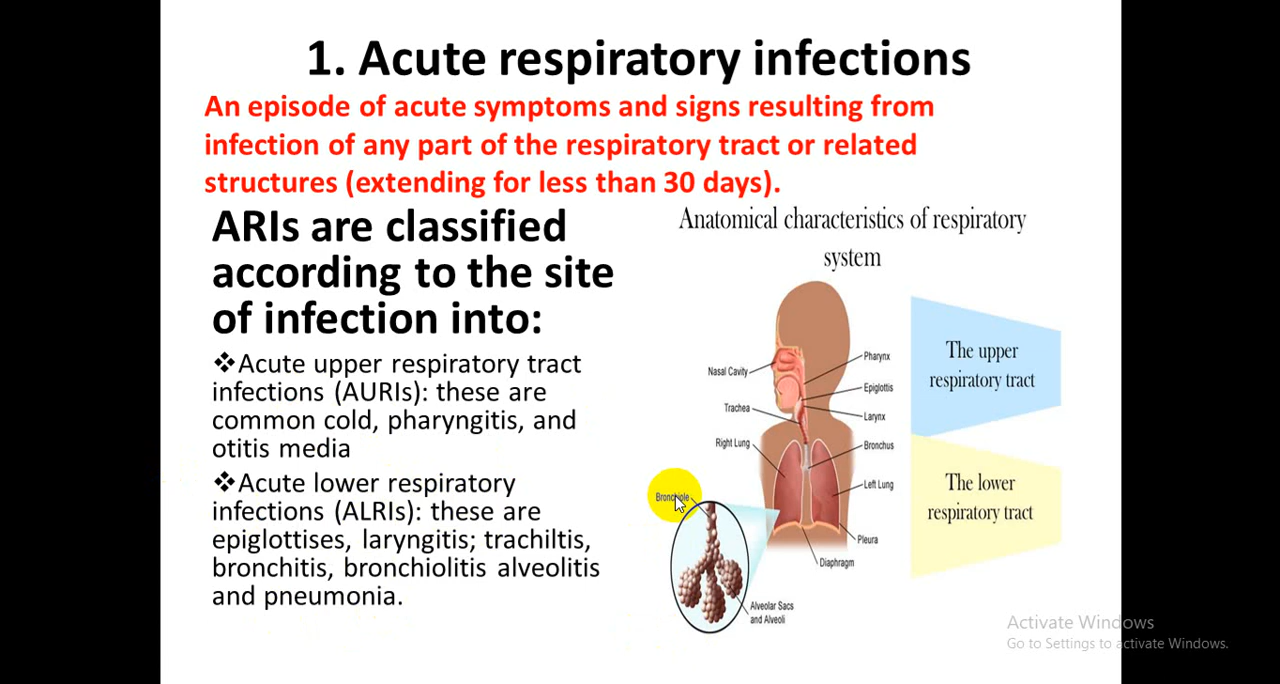 1. Acute respiratory infections
An episode of acute symptoms and signs resulting from
infection of any part of the respiratory tract or related
structures (extending for less than 30 days).
ARIs are classified
according to the site
of infection into:
❖Acute upper respiratory tract
infections (AURIs): these are
common cold, pharyngitis, and
otitis media
❖Acute lower respiratory
infections (ALRIs): these are
epiglottises, laryngitis; trachiltis,
bronchitis, bronchiolitis alveolitis
and pneumonia.
Anatomical characteristics of respiratory
system
Nasal Cavity
Trachea
Right Lung
Bronchiole
Pharynx
Epiglottis
Larynx
Bronchus
Left Lung
Pleura
Diaphragm
Alveolar Sacs
and Alveoli
The upper
respiratory tract
The lower
respiratory tract
Activate Windows
Go to Settings to activate Windows.